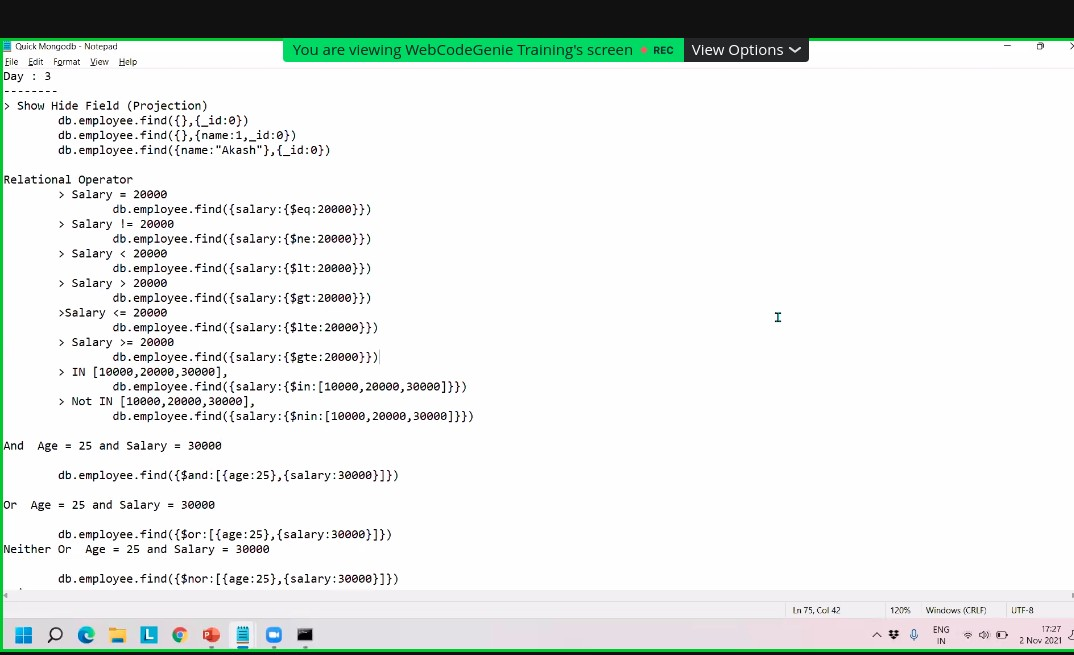 You are viewing WebCodeGenie Training's screen REC View Options
Quick Mongodb - Notepad
File Edit Format View Help
Day : 3
--------
> Show Hide Field (Projection)
db.employee.find({},{_id:0})
db.employee.find({},{name:1,_id:0})
db.employee.find({name:"Akash"},{_id:0})
Relational Operator
> Salary = 20000
db.employee.find({salary:{$eq:20000}})
> Salary != 20000
db.employee.find({salary:{$ne:20000}})
> Salary < 20000
db.employee.find({salary:{$lt:20000}})
> Salary > 20000
db.employee.find({salary:{$gt:20000}})
>Salary <= 20000
db.employee.find({salary:{$lte:20000}})
> Salary >= 20000
db.employee.find({salary:{$gte:20000}})
> IN [10000,20000,30000],
db.employee.find({salary:{$in:[10000,20000,30000]}})
> Not IN [10000,20000,30000],
db.employee.find({salary:{$nin:[10000,20000,30000]}})
And  Age = 25 and Salary = 30000
db.employee.find({$and:[{age:25},{salary:30000}]})
Or  Age = 25 and Salary = 30000
db.employee.find({$or:[{age:25},{salary:30000}]})
Neither Or  Age = 25 and Salary = 30000
db.employee.find({$nor:[{age:25},{salary:30000}]})
Ln 75, Col 42 120% Windows (CRLF) UTF-8
L
ENG
IN
17:27
2 Nov 2021